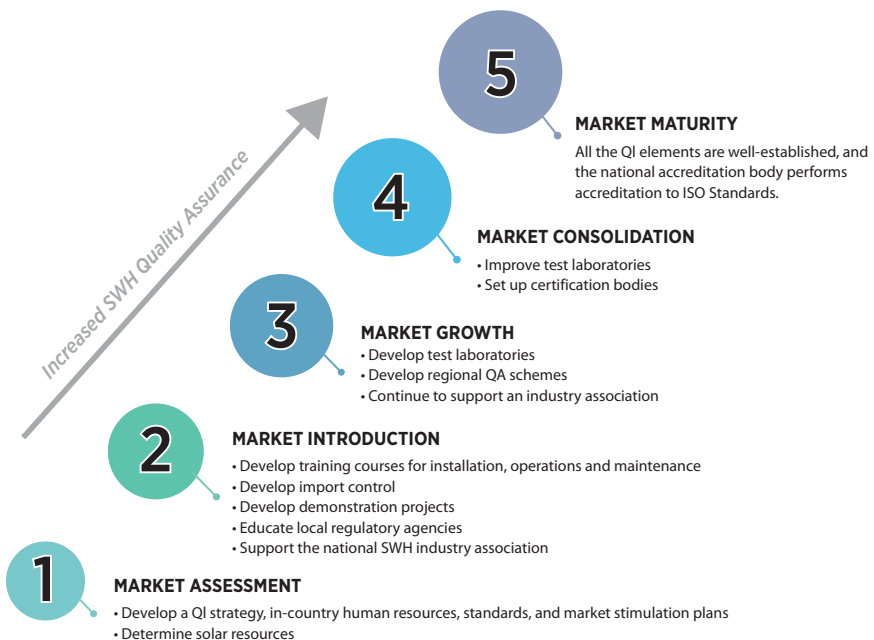 5
MARKET MATURITY
All the QI elements are well-established, and
the national accreditation body performs
accreditation to ISO Standards.
Increased SWH Quality Assurance
4
MARKET CONSOLIDATION
• Improve test laboratories
• Set up certification bodies
3
MARKET GROWTH
• Develop test laboratories
• Develop regional QA schemes
• Continue to support an industry association
2
MARKET INTRODUCTION
• Develop training courses for installation, operations and maintenance
• Develop import control
• Develop demonstration projects
• Educate local regulatory agencies
• Support the national SWH industry association
1
MARKET ASSESSMENT
• Develop a QI strategy, in-country human resources, standards, and market stimulation plans
• Determine solar resources